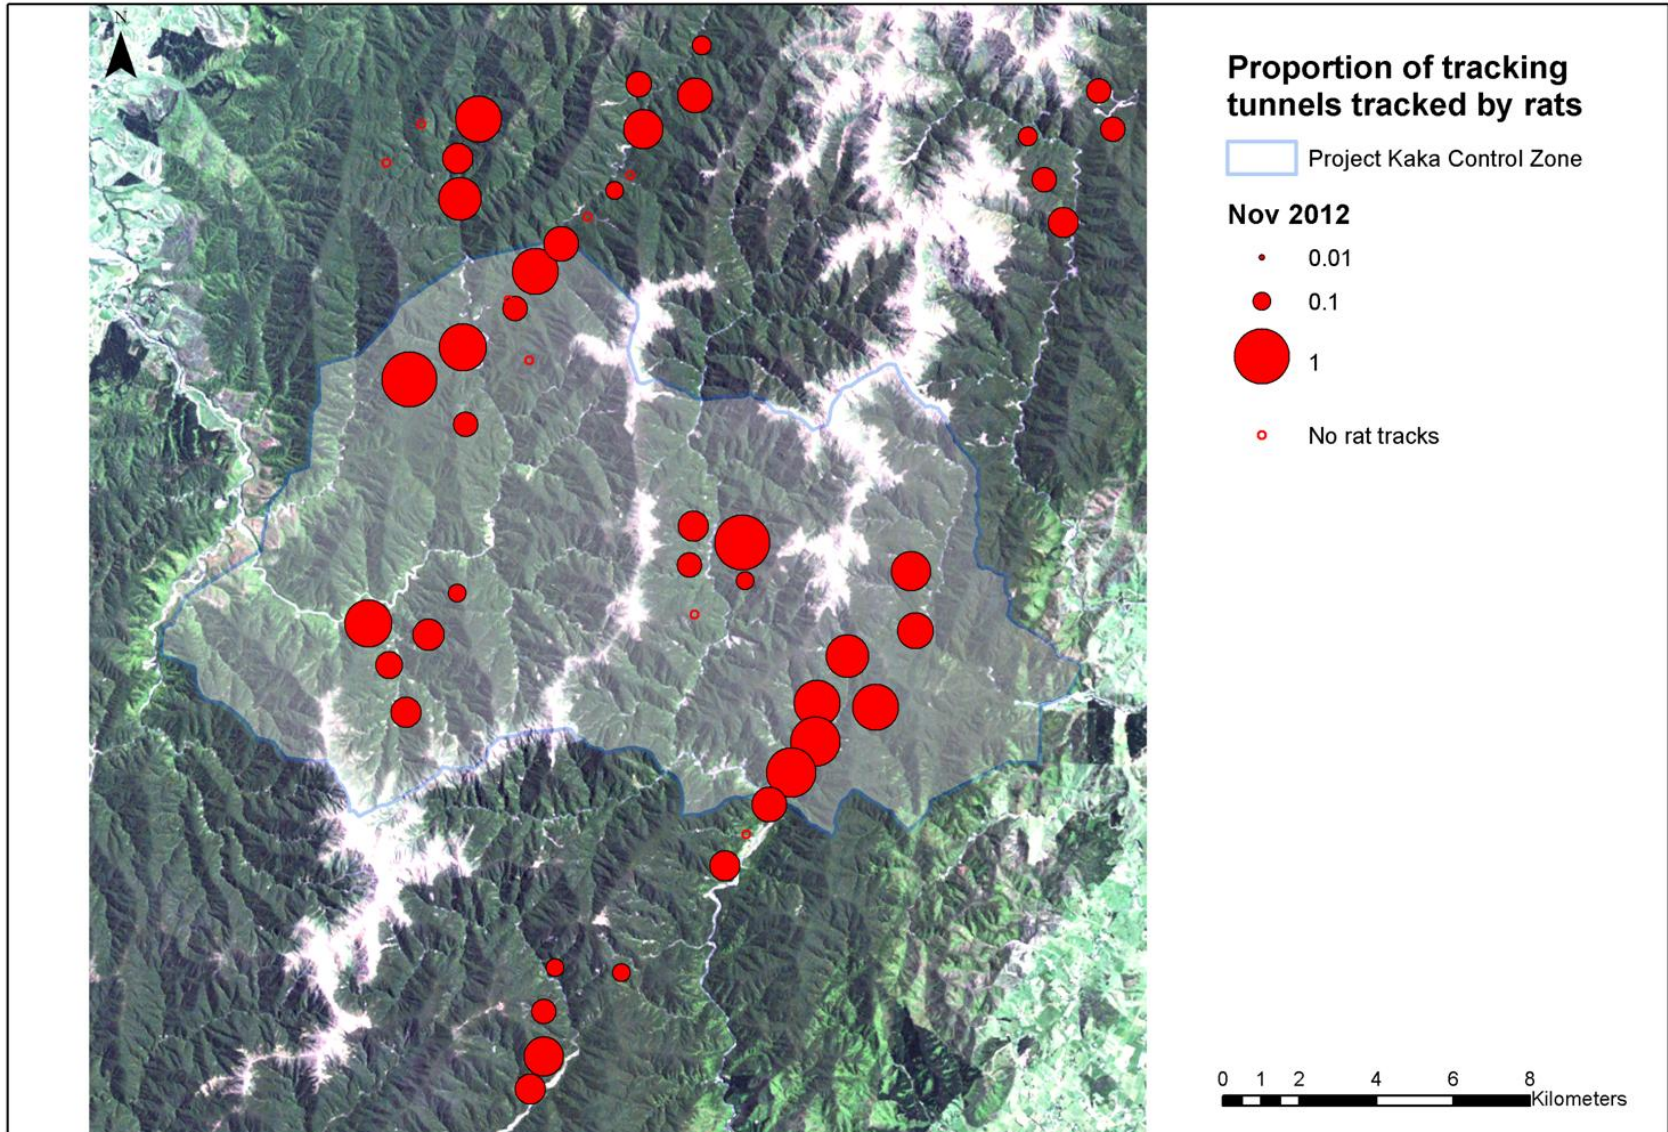 N
Proportion of tracking
tunnels tracked by rats
Project Kaka Control Zone
Nov 2012
0.01
0.1
1
No rat tracks
0 1 2 4 6 8
Kilometers